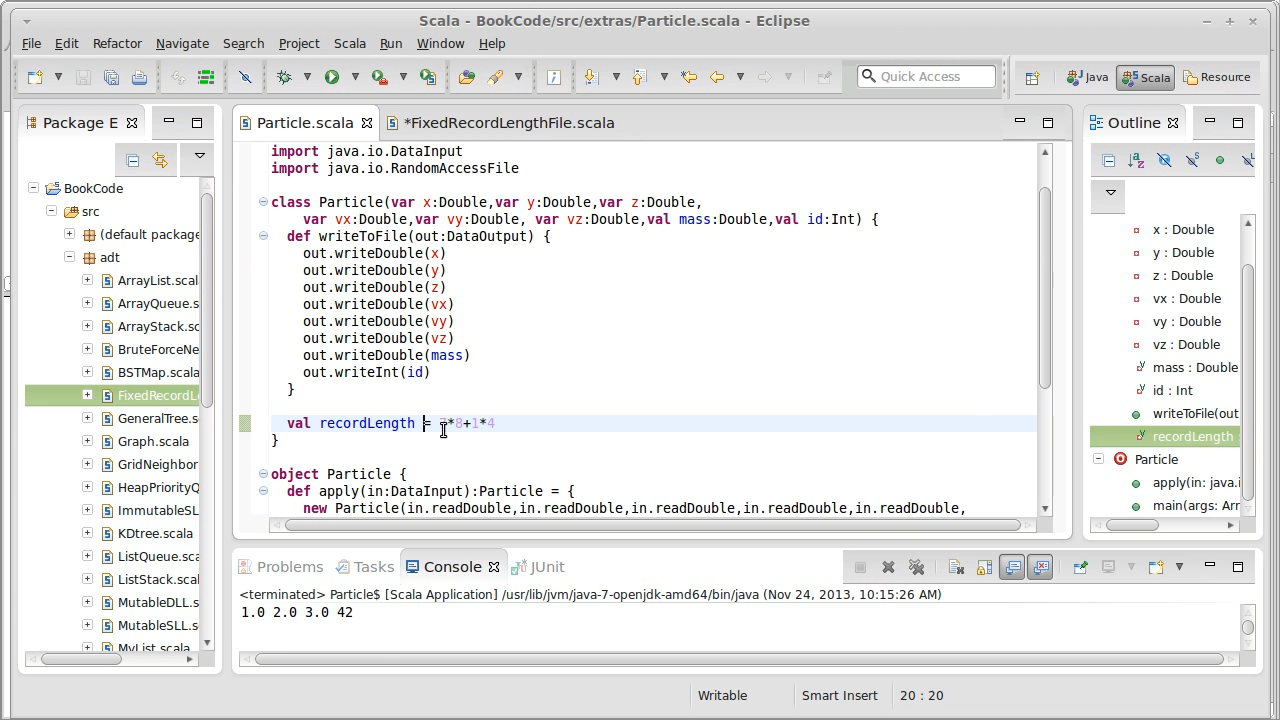 Scala - BookCode/src/extras/Particle.scala - Eclipse
File Edit Refactor Navigate Search Project Scala Run Window Help
Quick Access
Java Scala Resource
Package E
Particle.scala
*FixedRecordLengthFile.scala
Outline
BookCode
src
(default package
adt
ArrayList.scal
ArrayQueue.s
ArrayStack.sc
BruteForceNe
BSTMap.scala
FixedRecordL
GeneralTree.s
Graph.scala
GridNeighbor
HeapPriorityQ
ImmutableSL
KDtree.scala
ListQueue.sca
ListStack.scal
MutableDLL.s
MutableSLL.s
MyList.scala
import java.io.DataInput
import java.io.RandomAccessFile
class Particle(var x:Double,var y:Double,var z:Double,
var vx:Double,var vy:Double, var vz:Double,val mass:Double,val id:Int) {
def writeToFile(out:DataOutput) {
out.writeDouble(x)
out.writeDouble(y)
out.writeDouble(z)
out.writeDouble(vx)
out.writeDouble(vy)
out.writeDouble(vz)
out.writeDouble(mass)
out.writeInt(id)
}
val recordLength = 7*8+1*4
}
object Particle {
def apply(in:DataInput):Particle = {
new Particle(in.readDouble,in.readDouble,in.readDouble,in.readDouble,
x : Double
y : Double
z : Double
vx : Double
vy : Double
vz : Double
mass : Double
id : Int
writeToFile(out
recordLength :
Particle
apply(in: java.i
main(args: Arr
Problems Tasks Console JUnit
<terminated> Particle$ [Scala Application] /usr/lib/jvm/java-7-openjdk-amd64/bin/java (Nov 24, 2013, 10:15:26 AM)
1.0 2.0 3.0 42
Writable
Smart Insert
20 : 20